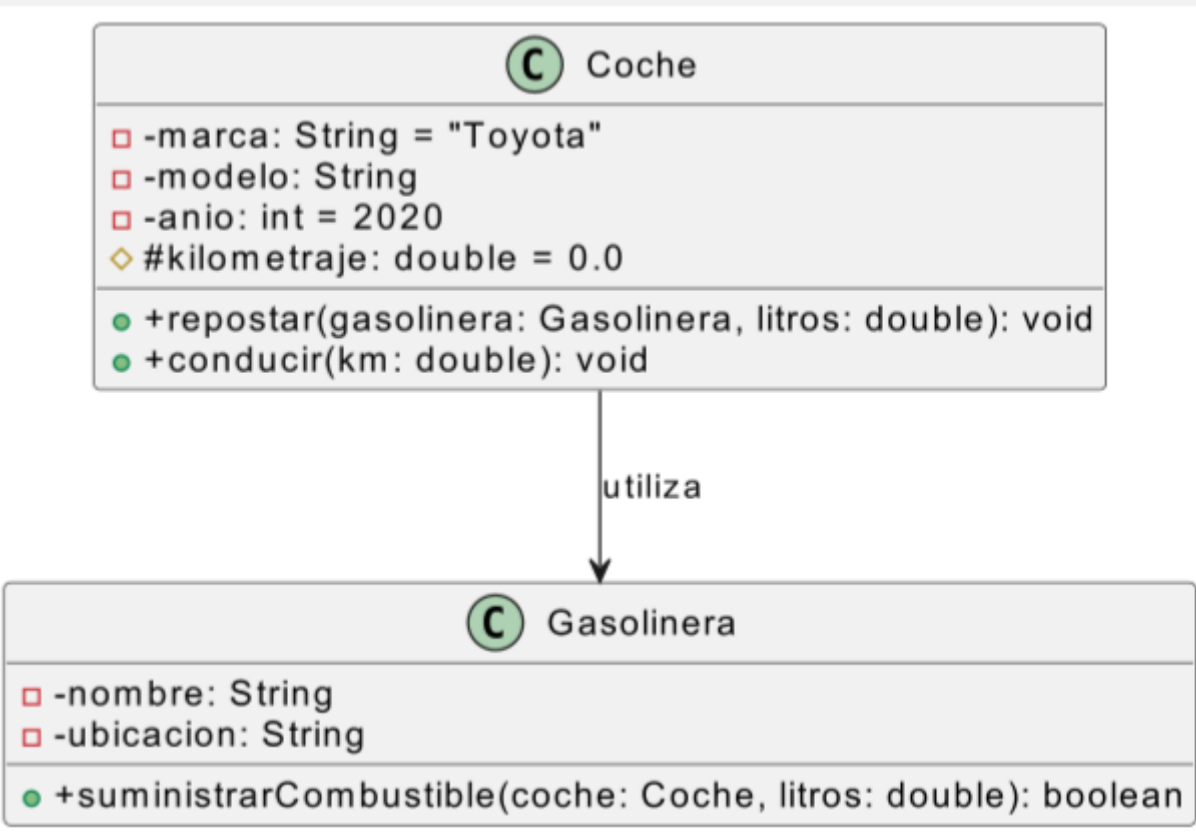 C Coche
-marca: String = "Toyota"
-modelo: String
-anio: int = 2020
#kilometraje: double = 0.0
+repostar(gasolinera: Gasolinera, litros: double): void
+conducir(km: double): void
utiliza
C Gasolinera
-nombre: String
-ubicacion: String
+suministrarCombustible(coche: Coche, litros: double): boolean